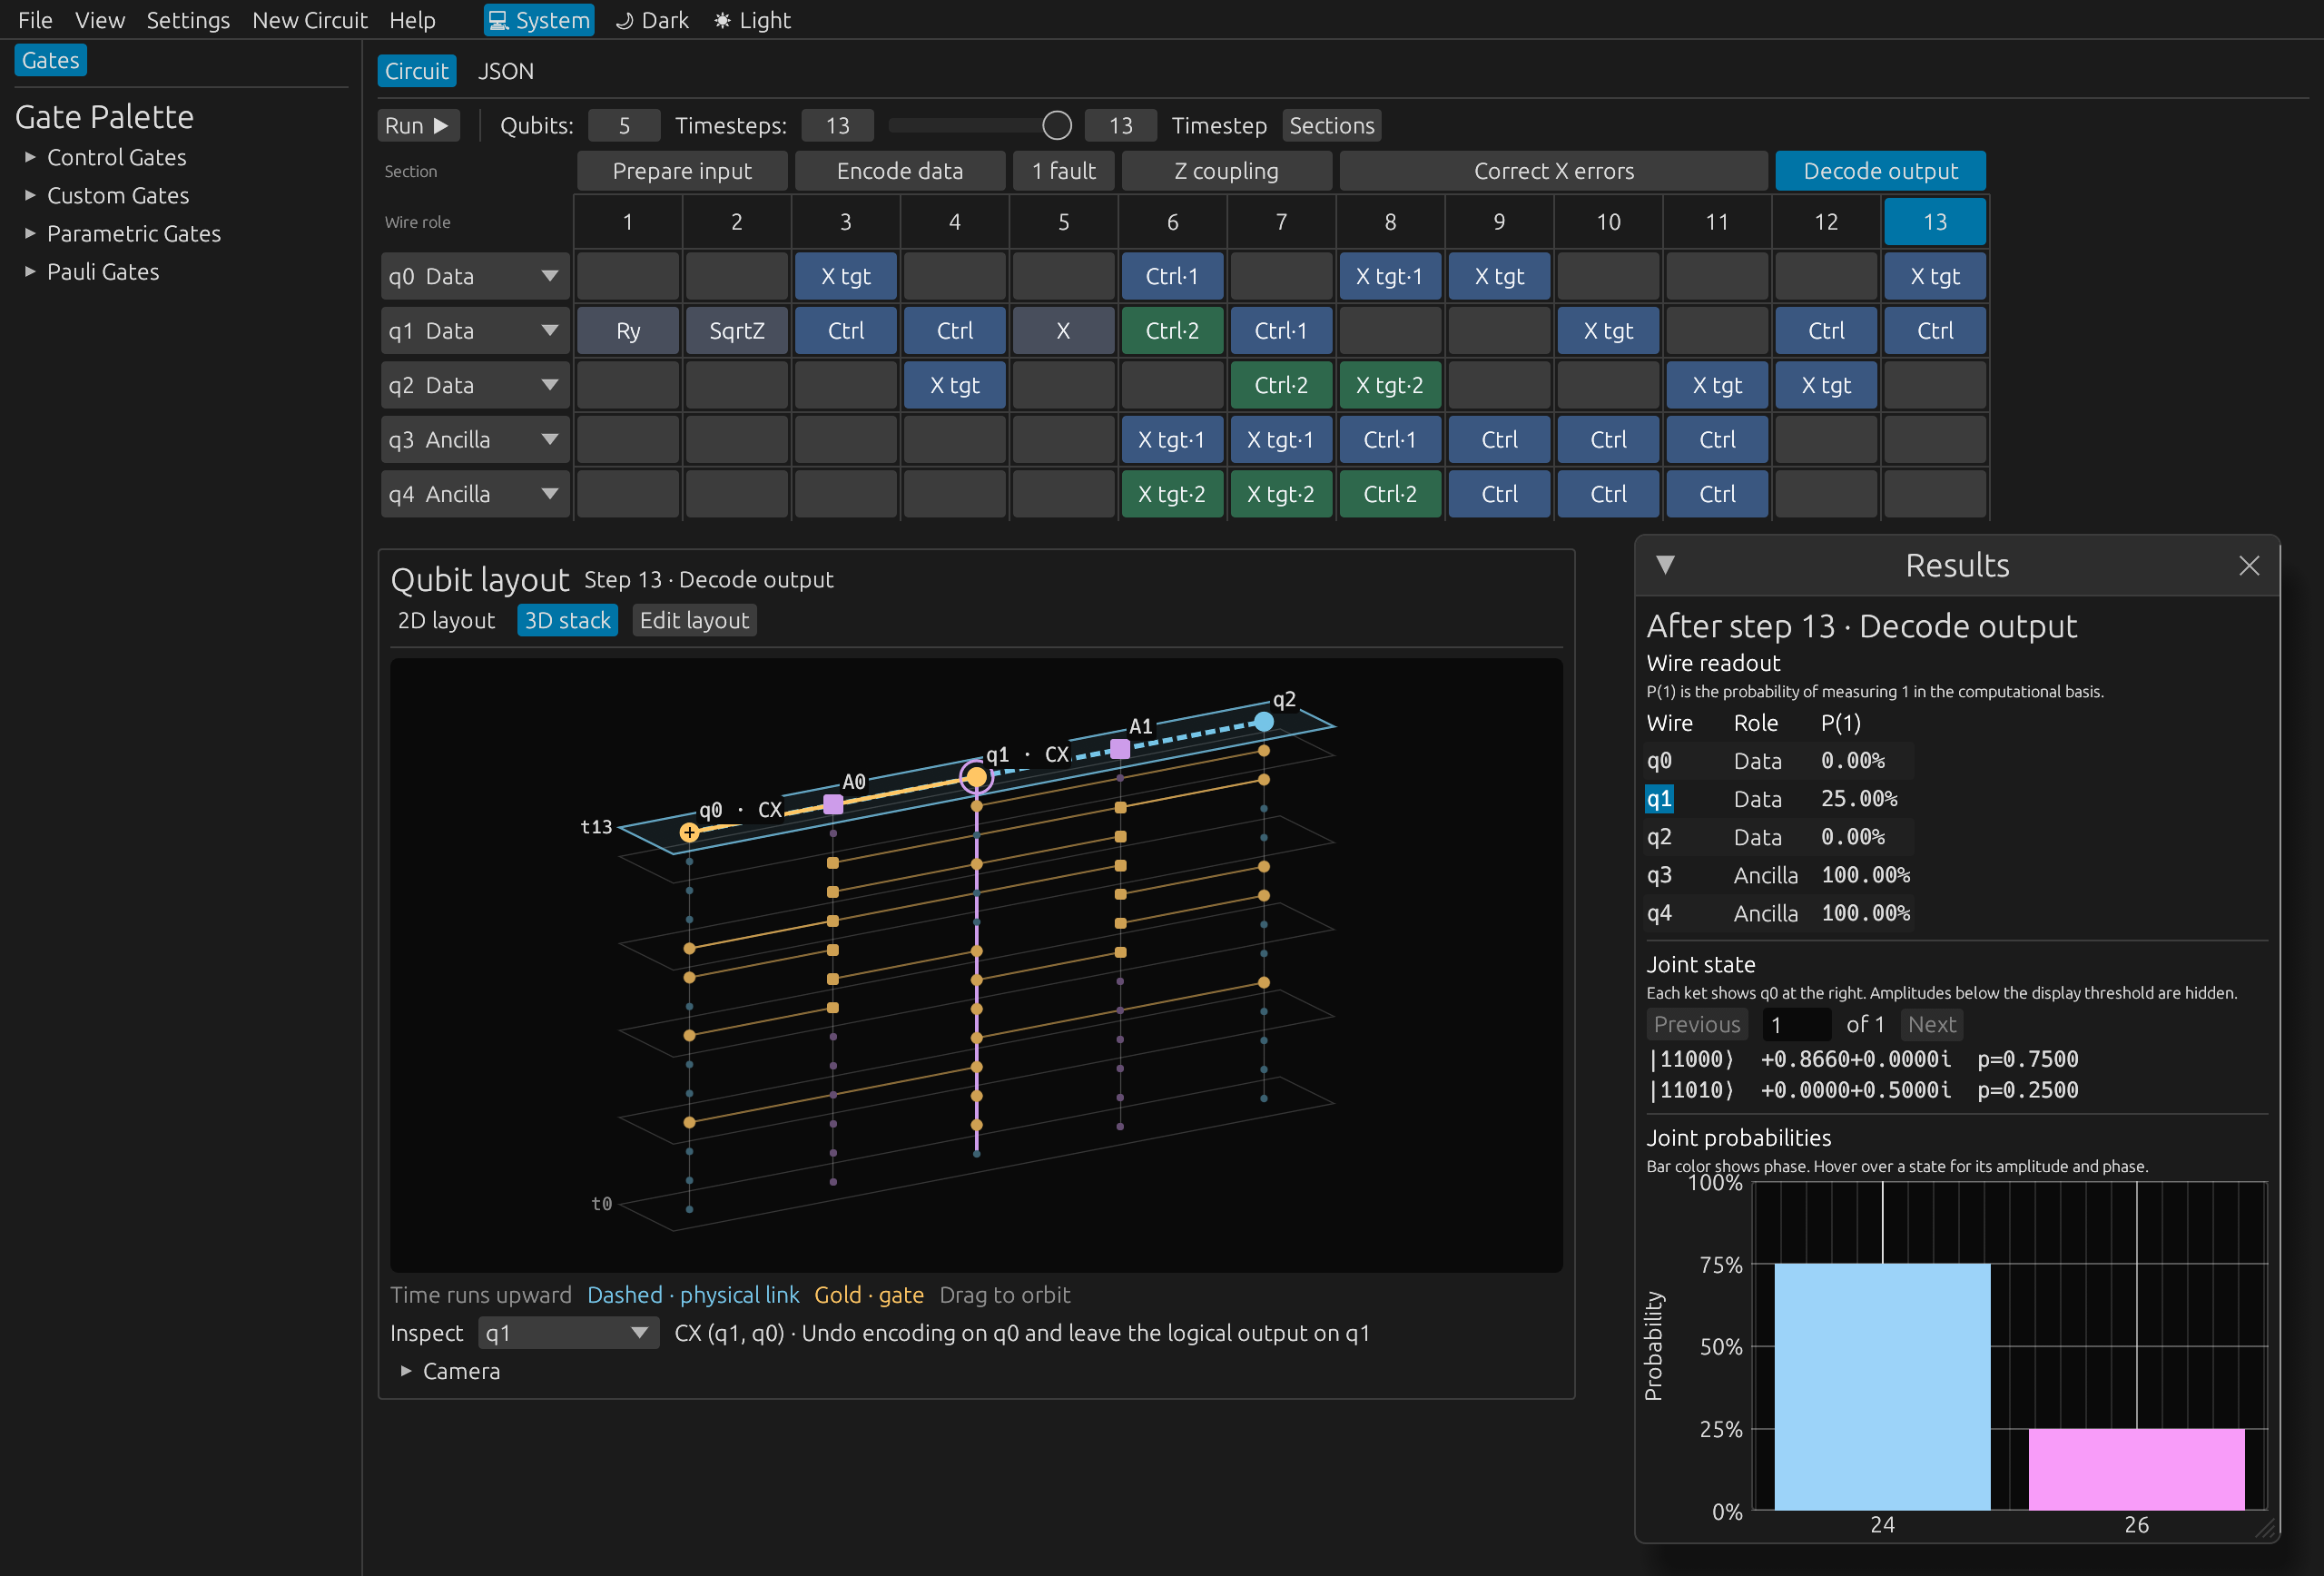 File View Settings New Circuit Help System Dark Light
Gates
Gate Palette
Control Gates
Custom Gates
Parametric Gates
Pauli Gates
Circuit JSON
Run Qubits: 5 Timesteps: 13 13 Timestep Sections
Section Prepare input Encode data 1 fault Z coupling Correct X errors Decode output
Wire role 1 2 3 4 5 6 7 8 9 10 11 12 13
q0 Data X tgt Ctrl·1 X tgt·1 X tgt X tgt
q1 Data Ry SqrtZ Ctrl Ctrl X Ctrl·2 Ctrl·1 X tgt Ctrl Ctrl
q2 Data X tgt Ctrl·2 X tgt·2 X tgt X tgt
q3 Ancilla X tgt·1 X tgt·1 Ctrl·1 Ctrl Ctrl Ctrl
q4 Ancilla X tgt·2 X tgt·2 Ctrl·2 Ctrl Ctrl Ctrl
Qubit layout Step 13 · Decode output
2D layout 3D stack Edit layout
q2
A1
q1 · CX
A0
q0 · CX
t13
t0
Time runs upward Dashed · physical link Gold · gate Drag to orbit
Inspect q1 CX (q1, q0) · Undo encoding on q0 and leave the logical output on q1
Camera
Results
After step 13 · Decode output
Wire readout
P(1) is the probability of measuring 1 in the computational basis.
Wire Role P(1)
q0 Data 0.00%
q1 Data 25.00%
q2 Data 0.00%
q3 Ancilla 100.00%
q4 Ancilla 100.00%
Joint state
Each ket shows q0 at the right. Amplitudes below the display threshold are hidden.
Previous 1 of 1 Next
|11000⟩ +0.8660+0.0000i p=0.7500
|11010⟩ +0.0000+0.5000i p=0.2500
Joint probabilities
Bar color shows phase. Hover over a state for its amplitude and phase.
100%
75%
50%
25%
0%
Probability
24 26